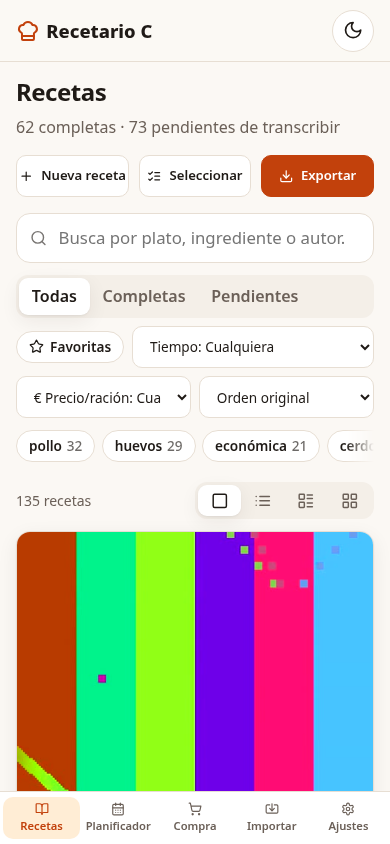 Recetario C
Recetas
62 completas · 73 pendientes de transcribir
Nueva receta Seleccionar Exportar
Busca por plato, ingrediente o autor.
Todas Completas Pendientes
Favoritas Tiempo: Cualquiera
€ Precio/ración: Cua Orden original
pollo 32 huevos 29 económica 21 cerdo
135 recetas
Recetas Planificador Compra Importar Ajustes